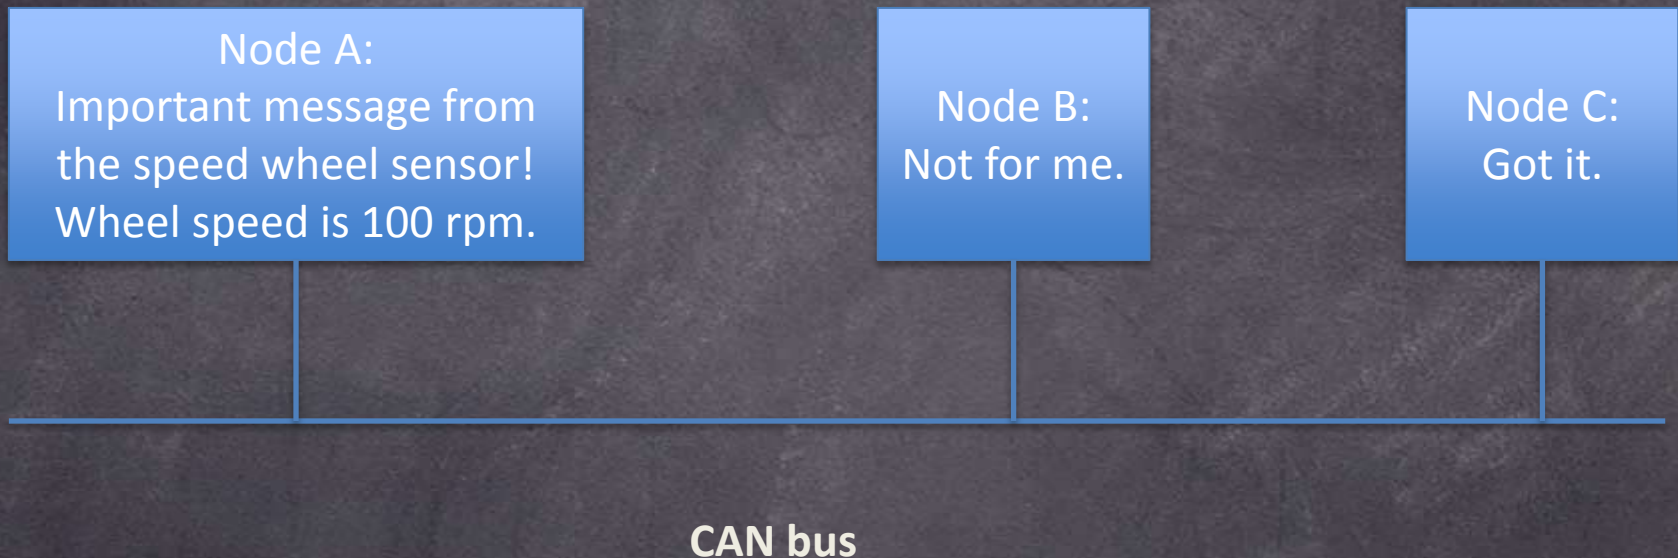 Node A:
Important message from
the speed wheel sensor!
Wheel speed is 100 rpm.
Node B:
Not for me.
Node C:
Got it.
CAN bus